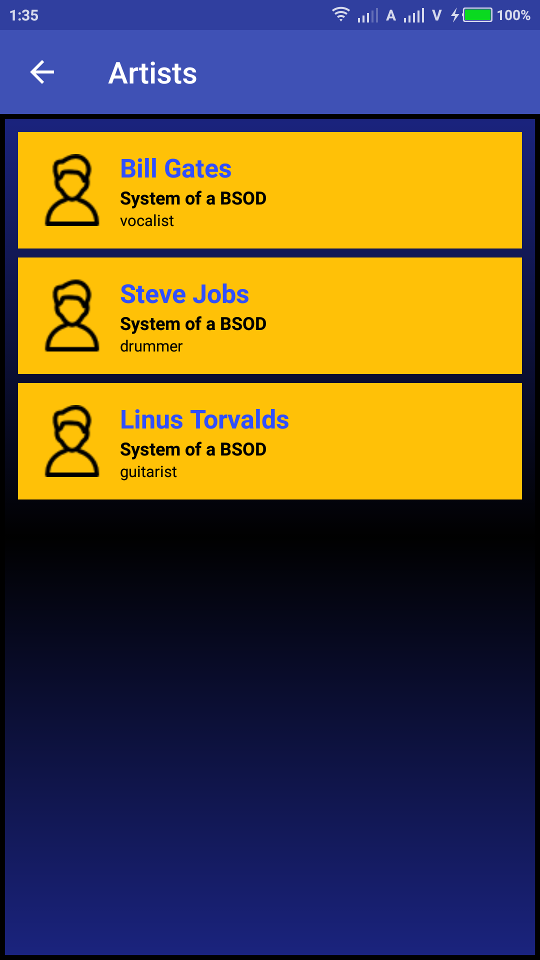 1:35 A V 100%
Artists
Bill Gates
System of a BSOD
vocalist
Steve Jobs
System of a BSOD
drummer
Linus Torvalds
System of a BSOD
guitarist